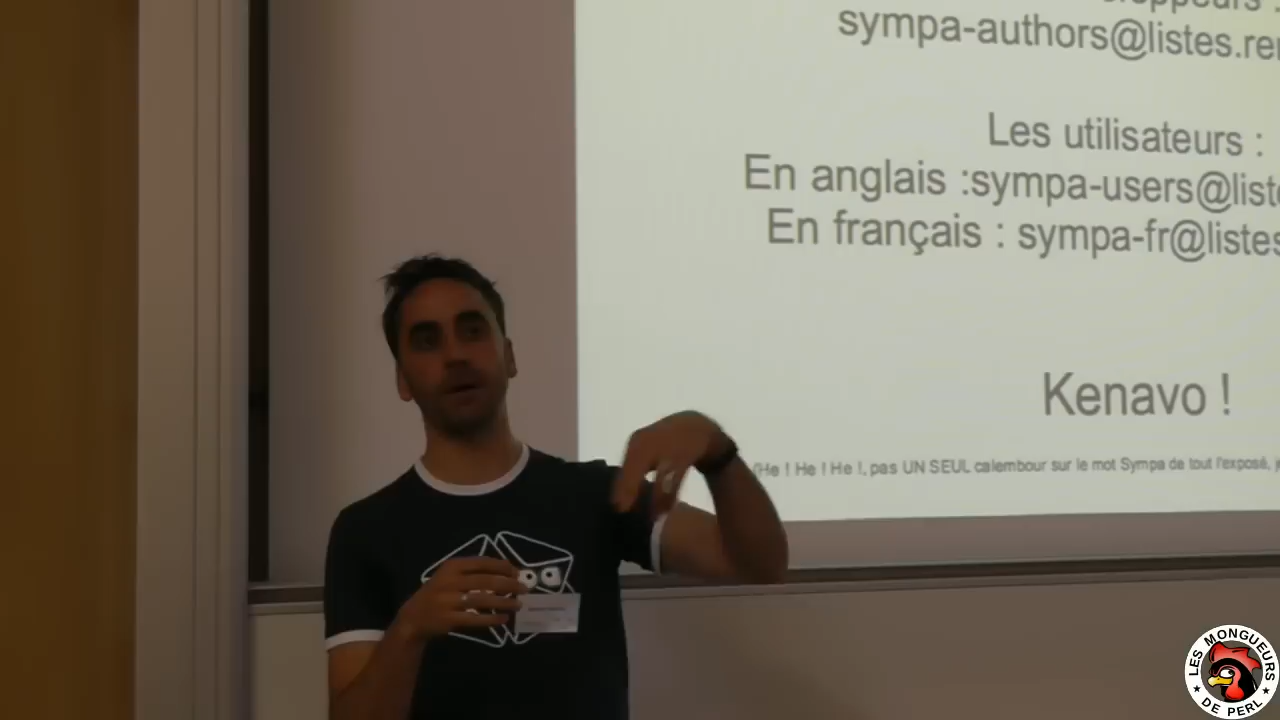 sympa-authors@listes.re
Les utilisateurs :
En anglais :sympa-users@liste
En français : sympa-fr@listes
Kenavo !
(He ! He ! He !, pas UN SEUL calembour sur le mot Sympa de tout l'exposé, j
LES MONGUEURS
DE PERL